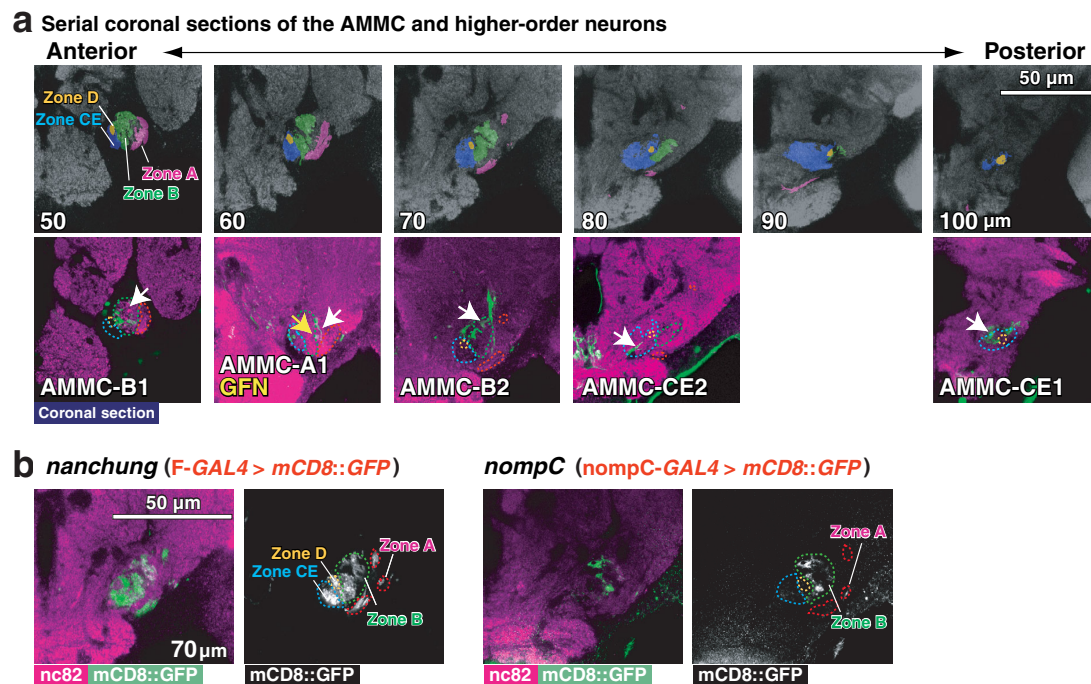 a Serial coronal sections of the AMMC and higher-order neurons
Anterior Posterior
50 µm
Zone D
Zone CE
Zone A
Zone B
50 60 70 80 90 100 µm
AMMC-B1
AMMC-A1
GFN
AMMC-B2
AMMC-CE2
AMMC-CE1
Coronal section
b nanchung (F-GAL4 > mCD8::GFP) nompC (nompC-GAL4 > mCD8::GFP)
50 µm
Zone D
Zone CE
Zone A
Zone B
Zone A
Zone B
70 µm
nc82 mCD8::GFP mCD8::GFP nc82 mCD8::GFP mCD8::GFP